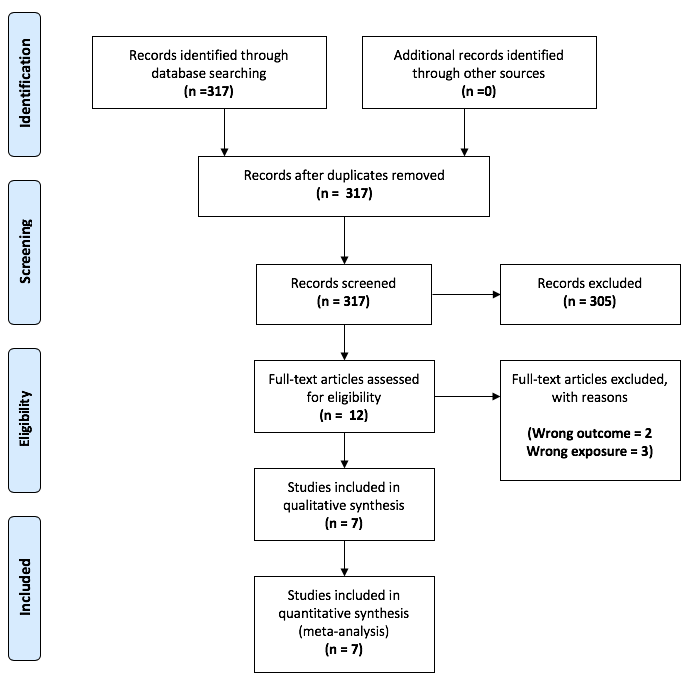 Identification
Records identified through
database searching
(n =317)
Additional records identified
through other sources
(n =0)
Records after duplicates removed
(n = 317)
Screening
Records screened
(n = 317)
Records excluded
(n = 305)
Eligibility
Full-text articles assessed
for eligibility
(n = 12)
Full-text articles excluded,
with reasons
(Wrong outcome = 2
Wrong exposure = 3)
Studies included in
qualitative synthesis
(n = 7)
Included
Studies included in
quantitative synthesis
(meta-analysis)
(n = 7)